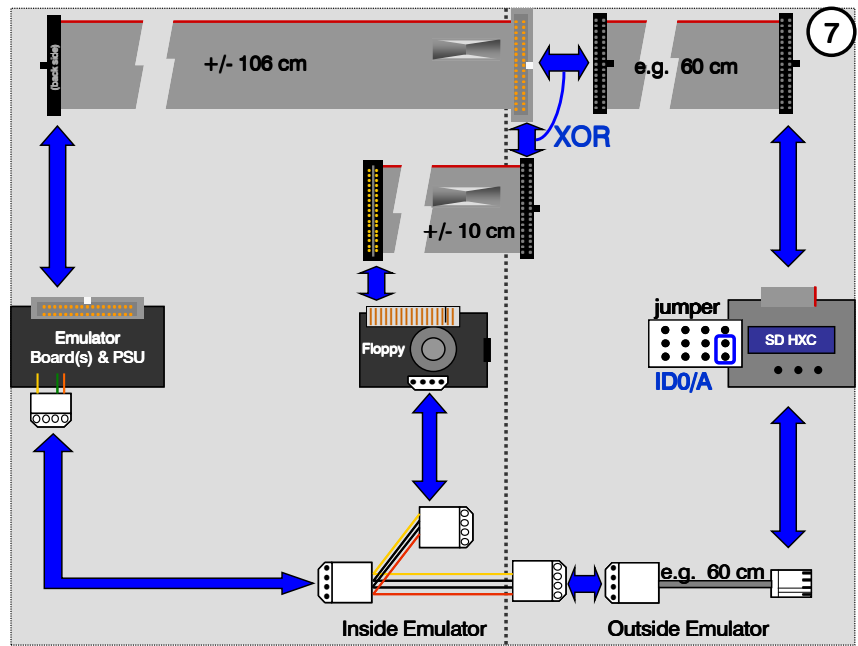 7
(back side)
+/- 106 cm
e.g. 60 cm
XOR
+/- 10 cm
Emulator
Board(s) & PSU
Floppy
jumper
SD HXC
ID0/A
e.g. 60 cm
Inside Emulator
Outside Emulator